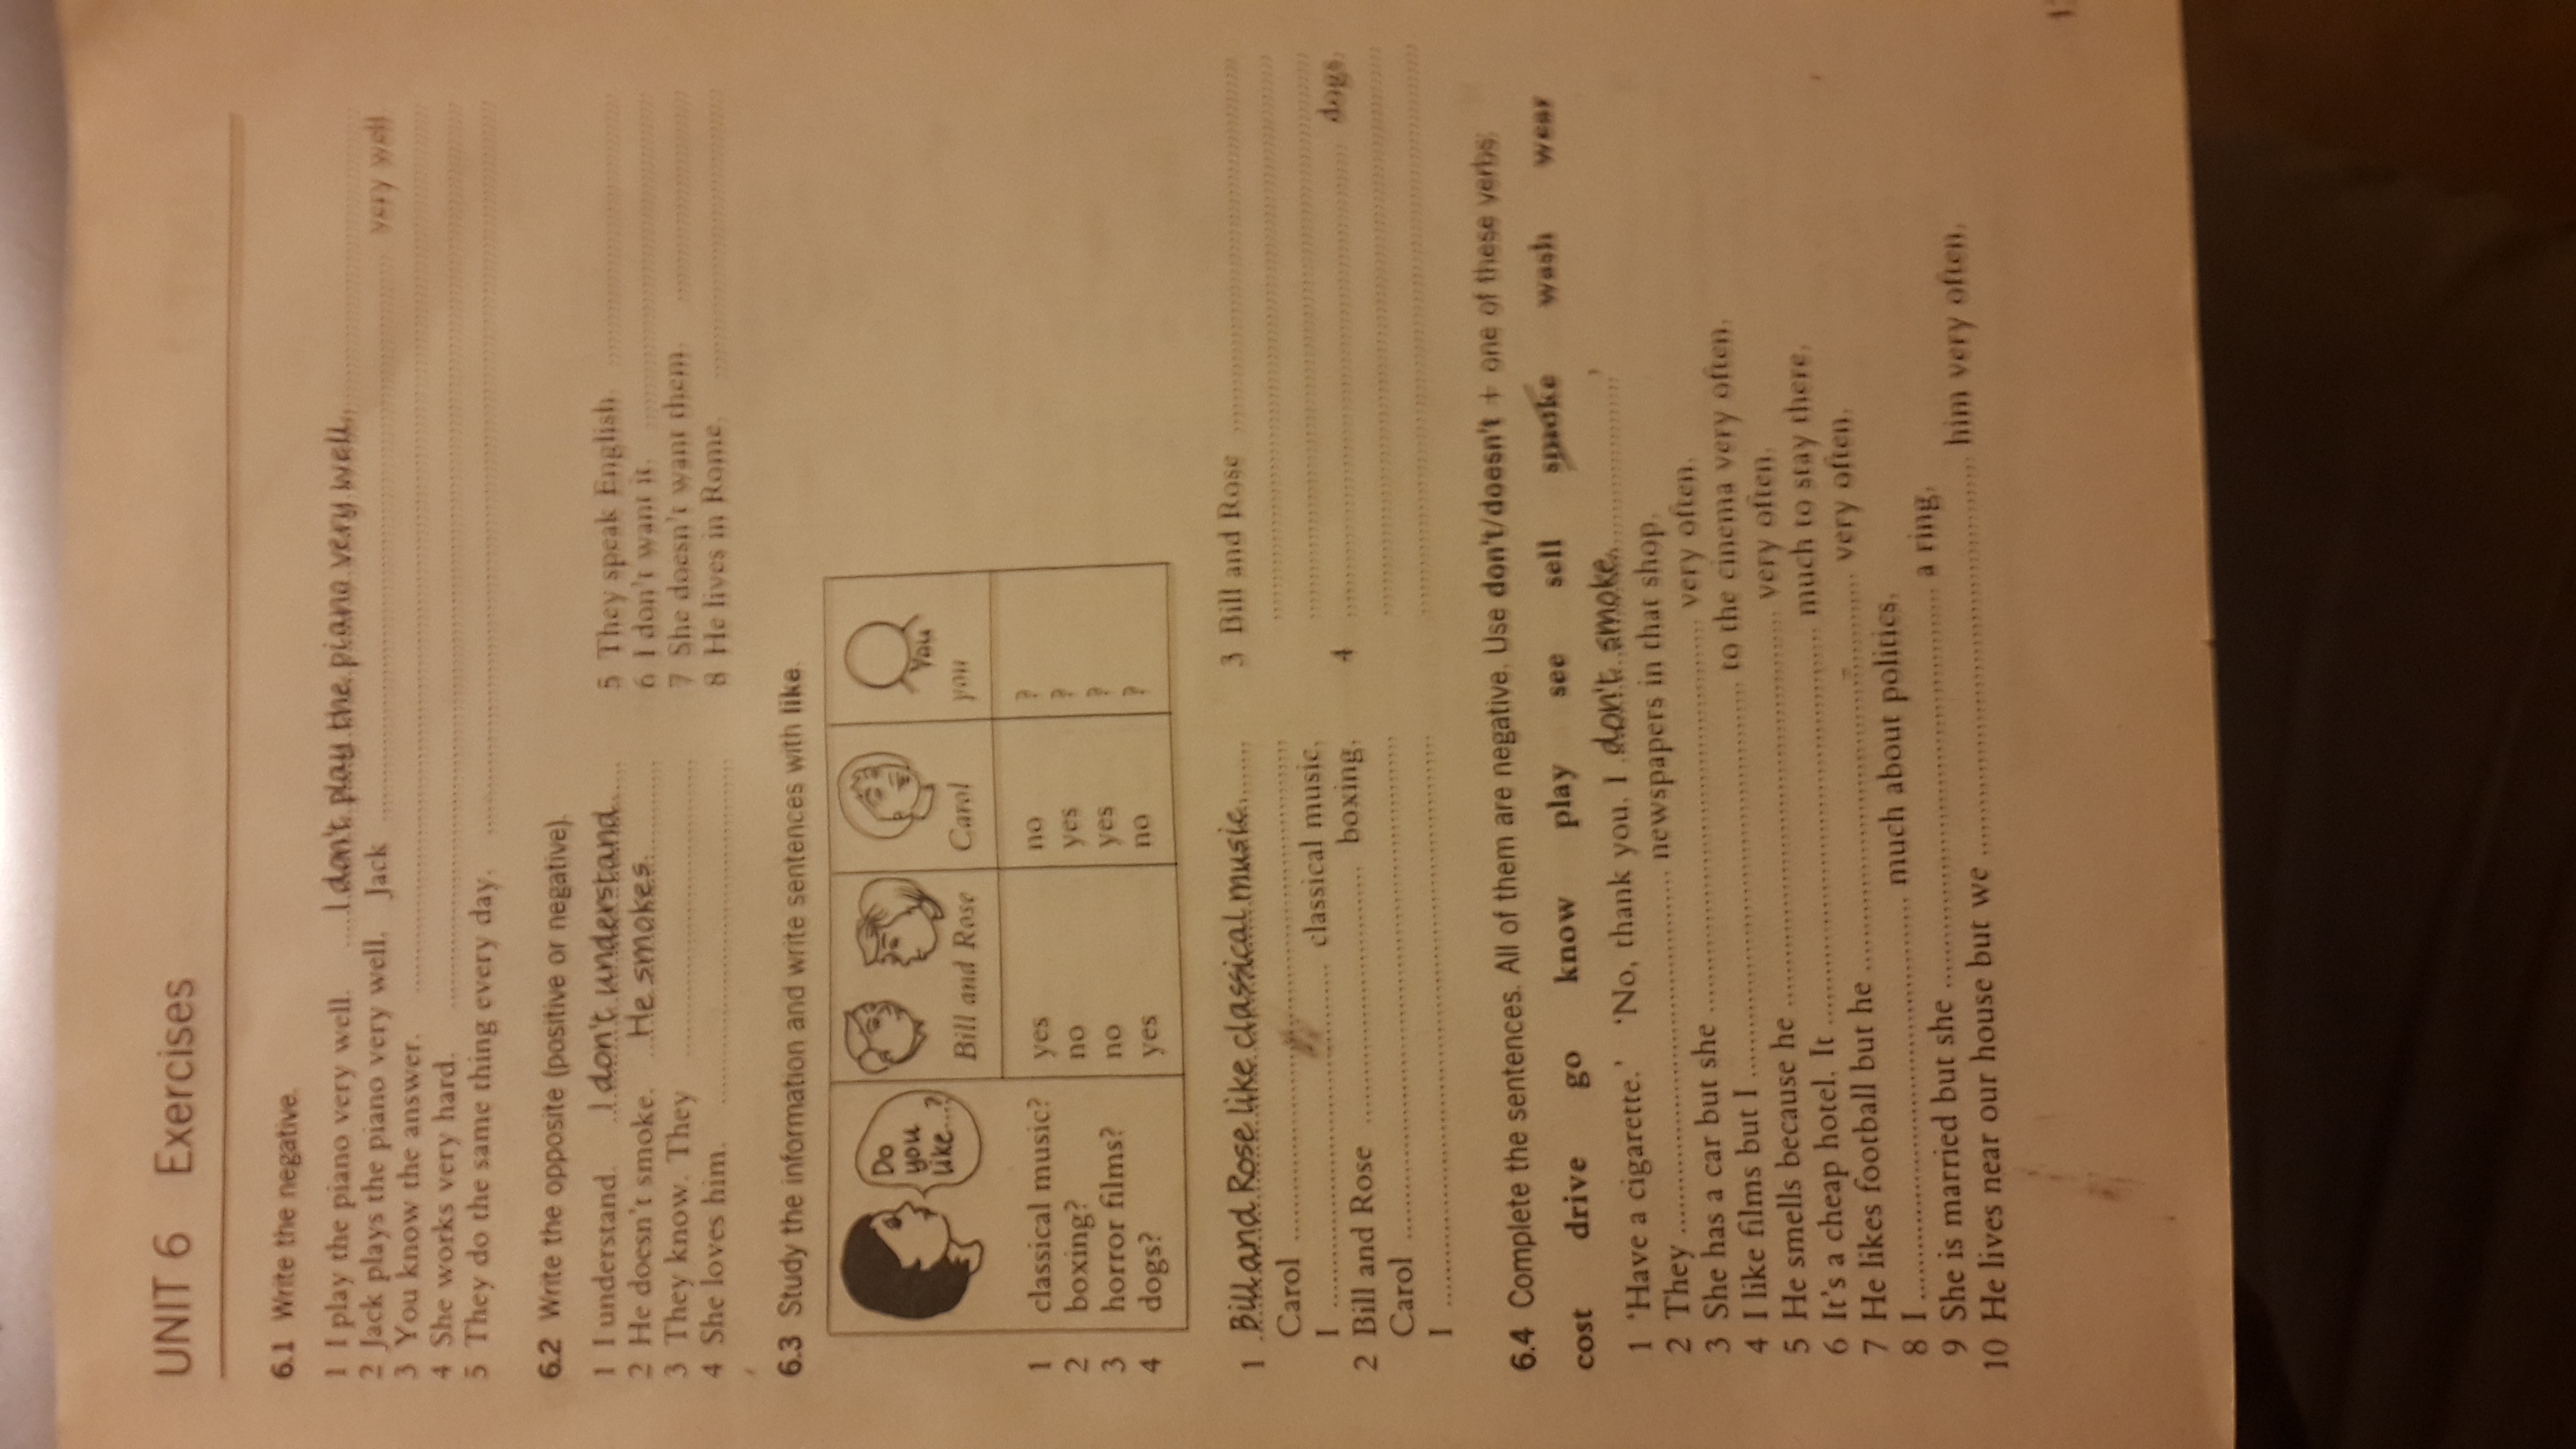 UNIT 6 Exercises
6.1 Write the negative.
1 I play the piano very well. I don't play the piano very well.
2 Jack plays the piano very well. Jack very well
3 You know the answer.
4 She works very hard.
5 They do the same thing every day.
6.2 Write the opposite (positive or negative).
1 I understand. I don't understand.
2 He doesn't smoke. He smokes.
3 They know. They
4 She loves him.
5 They speak English.
6 I don't want it.
7 She doesn't want them.
8 He lives in Rome.
6.3 Study the information and write sentences with like.
Do
you
like...?
You
Bill and Rose Carol you
1 classical music? yes no ?
2 boxing? no yes ?
3 horror films? no yes ?
4 dogs? yes no ?
1 Bill and Rose like classical music.
Carol
I classical music.
2 Bill and Rose boxing.
Carol
I
3 Bill and Rose
4 dogs.
6.4 Complete the sentences. All of them are negative. Use don't/doesn't + one of these verbs:
cost drive go know play see sell smoke wash wear
1 'Have a cigarette.' 'No, thank you. I don't smoke. '
2 They newspapers in that shop.
3 She has a car but she very often.
4 I like films but I to the cinema very often.
5 He smells because he very often.
6 It's a cheap hotel. It much to stay there.
7 He likes football but he very often.
8 I much about politics.
9 She is married but she a ring.
10 He lives near our house but we him very often.